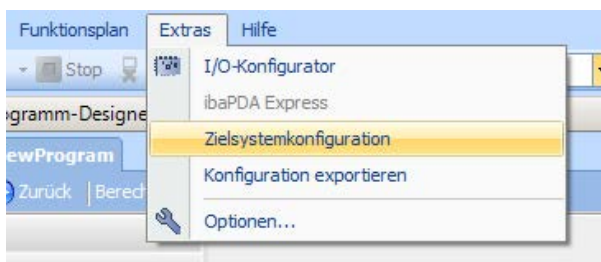 Funktionsplan Extras Hilfe
Stop
I/O-Konfigurator
ibaPDA Express
ogramm-Designe
Zielsystemkonfiguration
ewProgram
Konfiguration exportieren
Zurück Berech
Optionen...